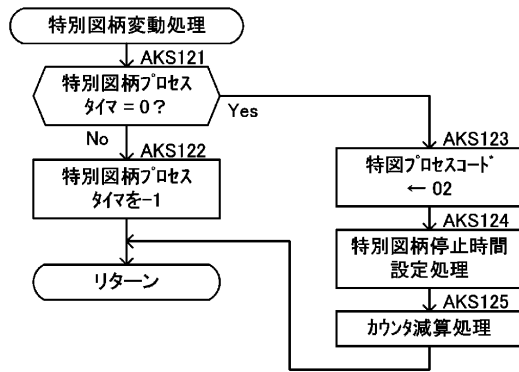 特別図柄変動処理
AKS121
特別図柄プロセス
タイマ = 0?
Yes
No
AKS122
特別図柄プロセス
タイマを-1
リターン
AKS123
特図プロセスコード
← 02
AKS124
特別図柄停止時間
設定処理
AKS125
カウンタ減算処理